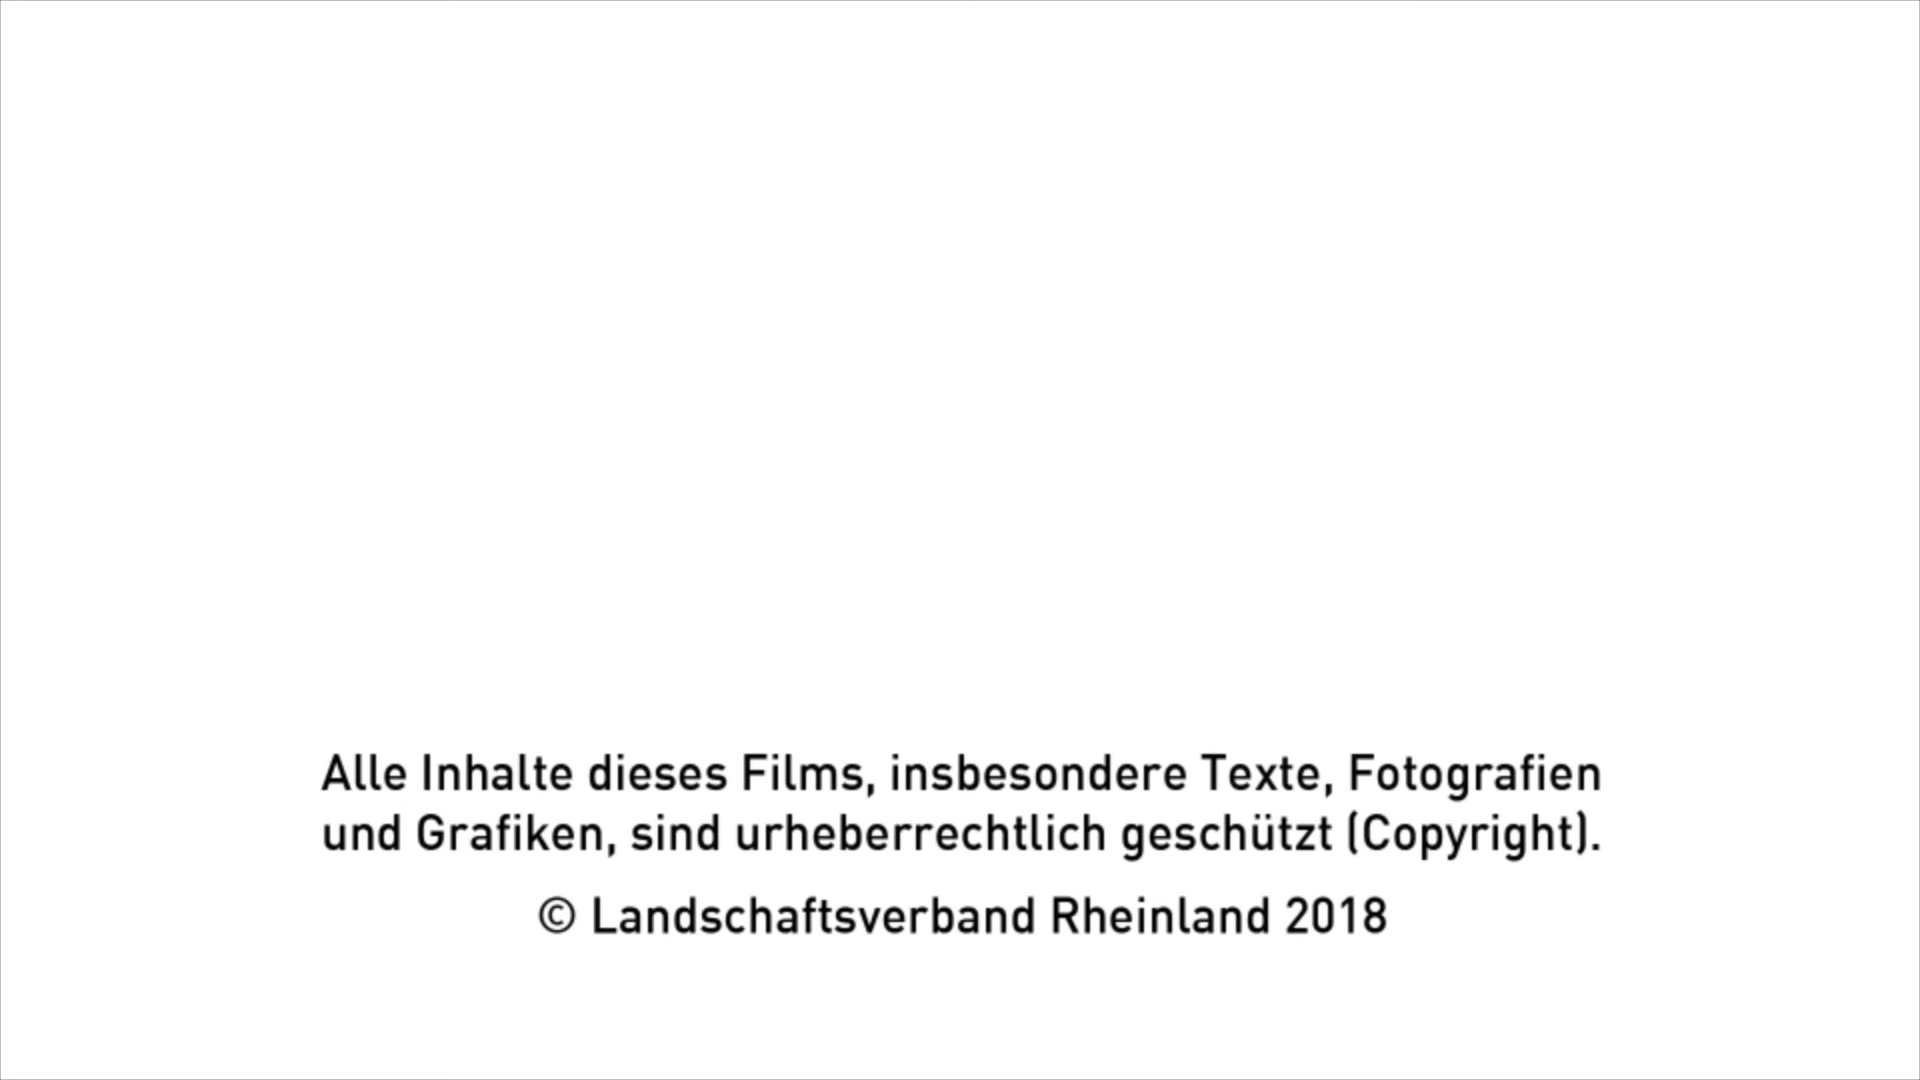 Alle Inhalte dieses Films, insbesondere Texte, Fotografien
und Grafiken, sind urheberrechtlich geschützt (Copyright).
© Landschaftsverband Rheinland 2018